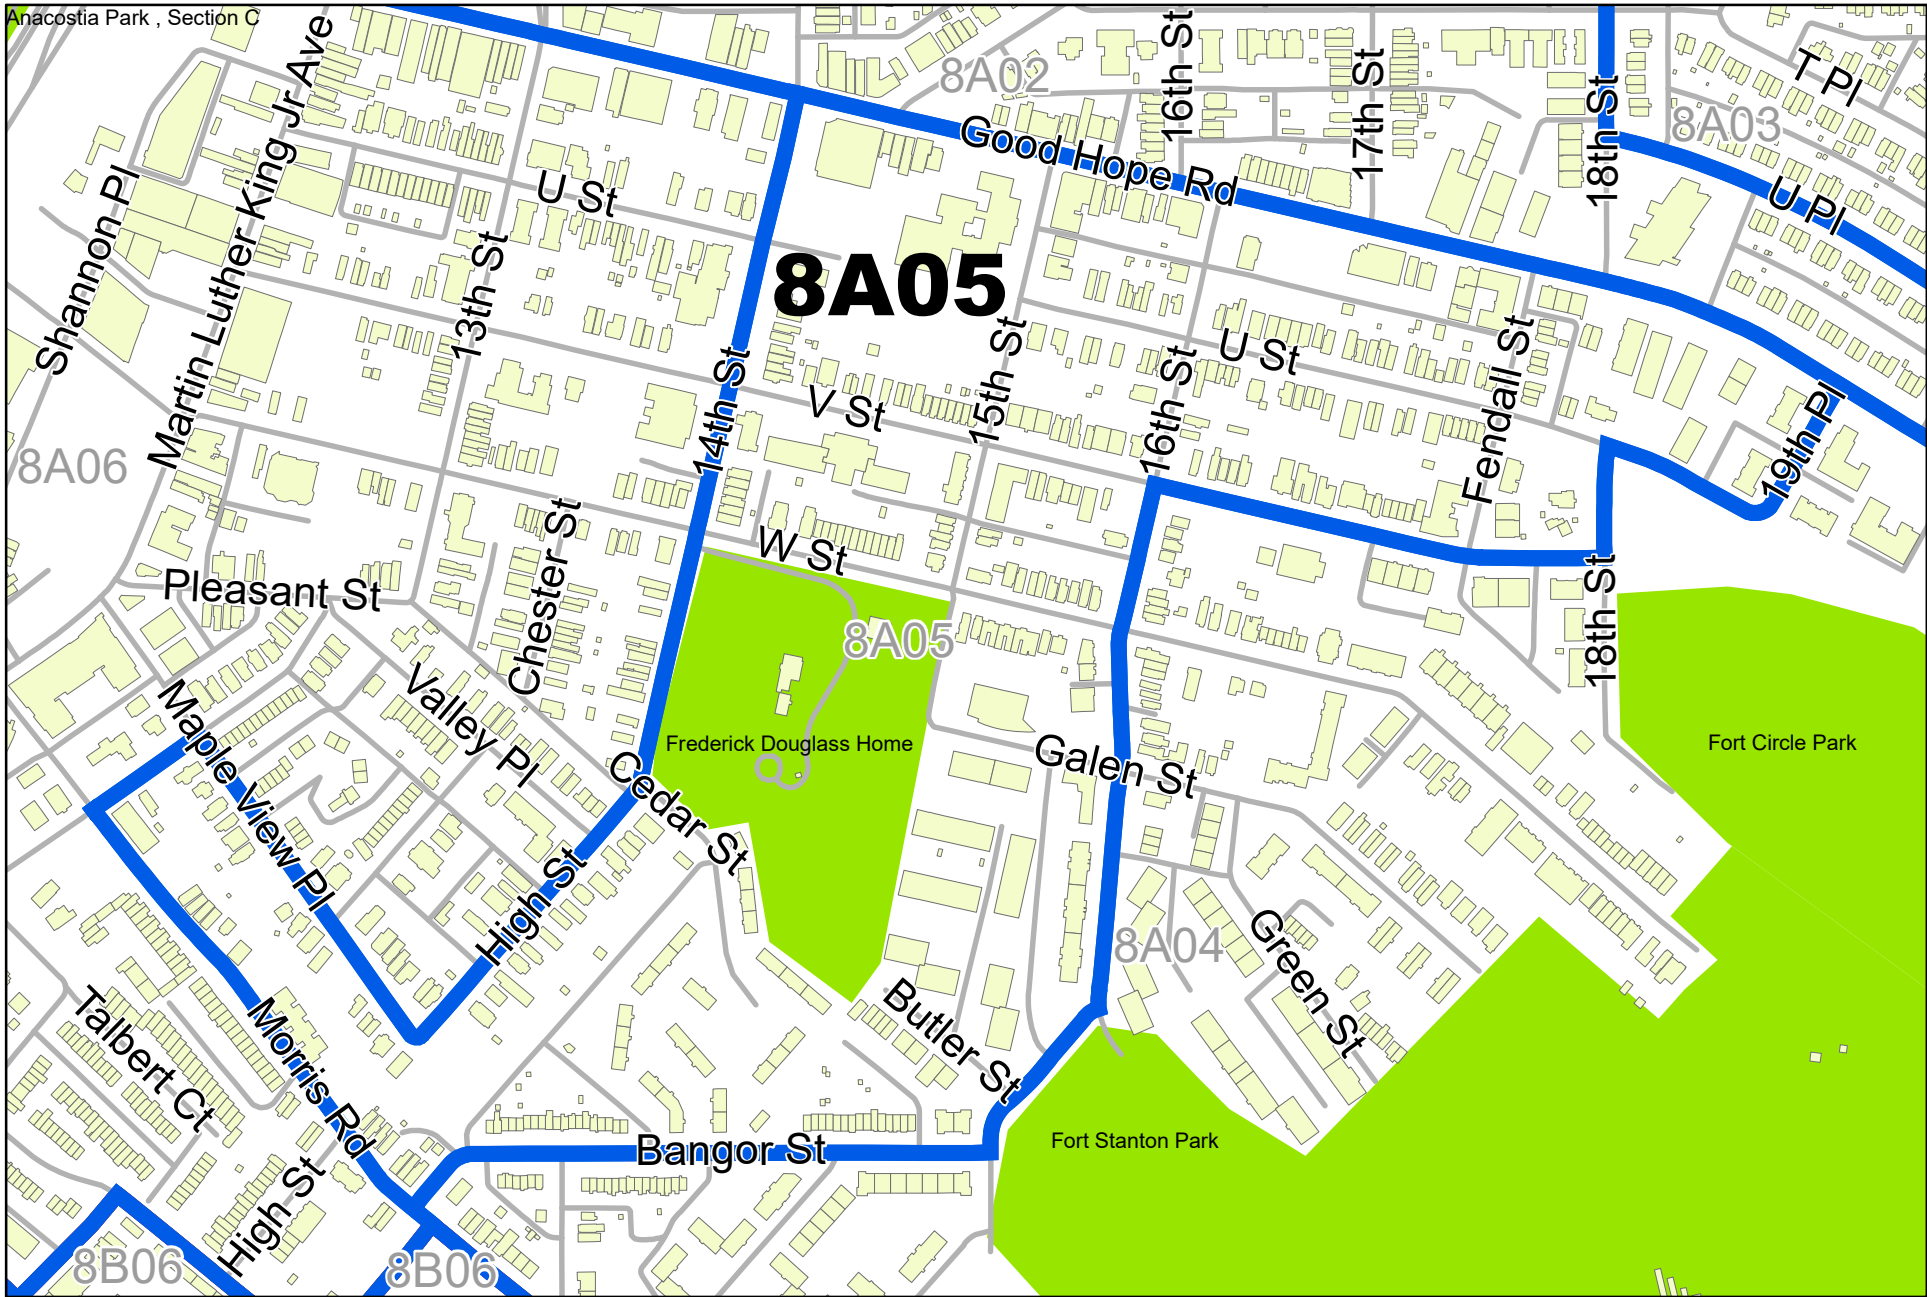 Anacostia Park , Section C
8A02
16th St
17th St
18th St
T Pl
8A03
Good Hope Rd
U Pl
Shannon Pl
Martin Luther King Jr Ave
U St
13th St
8A05
14th St
V St
15th St
16th St
U St
Fendall St
19th Pl
8A06
Pleasant St
Chester St
W St
8A05
18th St
Maple View Pl
Valley Pl
Cedar St
Frederick Douglass Home
Galen St
Fort Circle Park
High St
8A04
Green St
Talbert Ct
Morris Rd
Butler St
Bangor St
Fort Stanton Park
High St
8B06
8B06